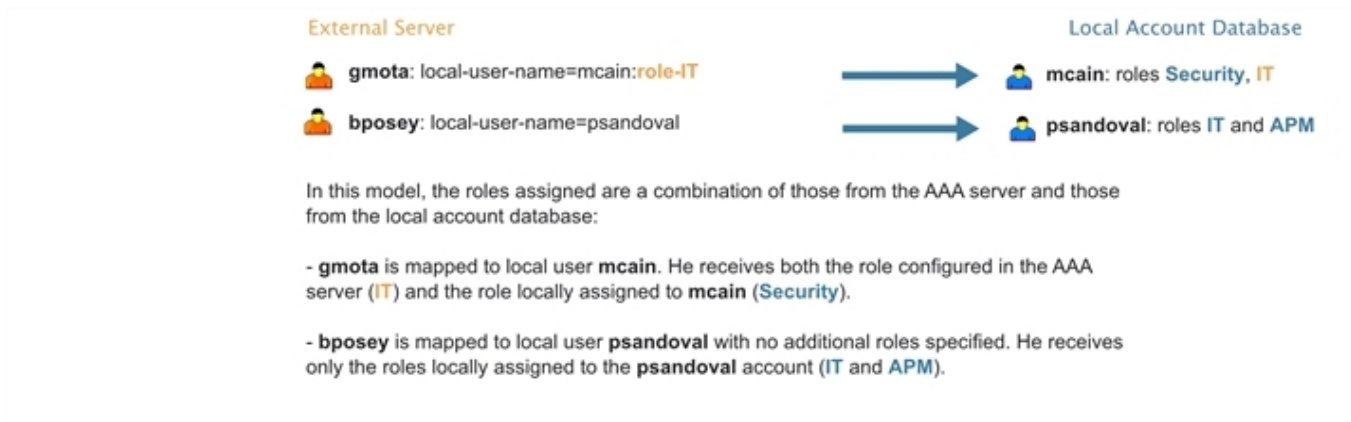 External Server
Local Account Database
gmota: local-user-name=mcain:role-IT
mcain: roles Security, IT
bposey: local-user-name=psandoval
psandoval: roles IT and APM
In this model, the roles assigned are a combination of those from the AAA server and those
from the local account database:
- gmota is mapped to local user mcain. He receives both the role configured in the AAA
server (IT) and the role locally assigned to mcain (Security).
- bposey is mapped to local user psandoval with no additional roles specified. He receives
only the roles locally assigned to the psandoval account (IT and APM).